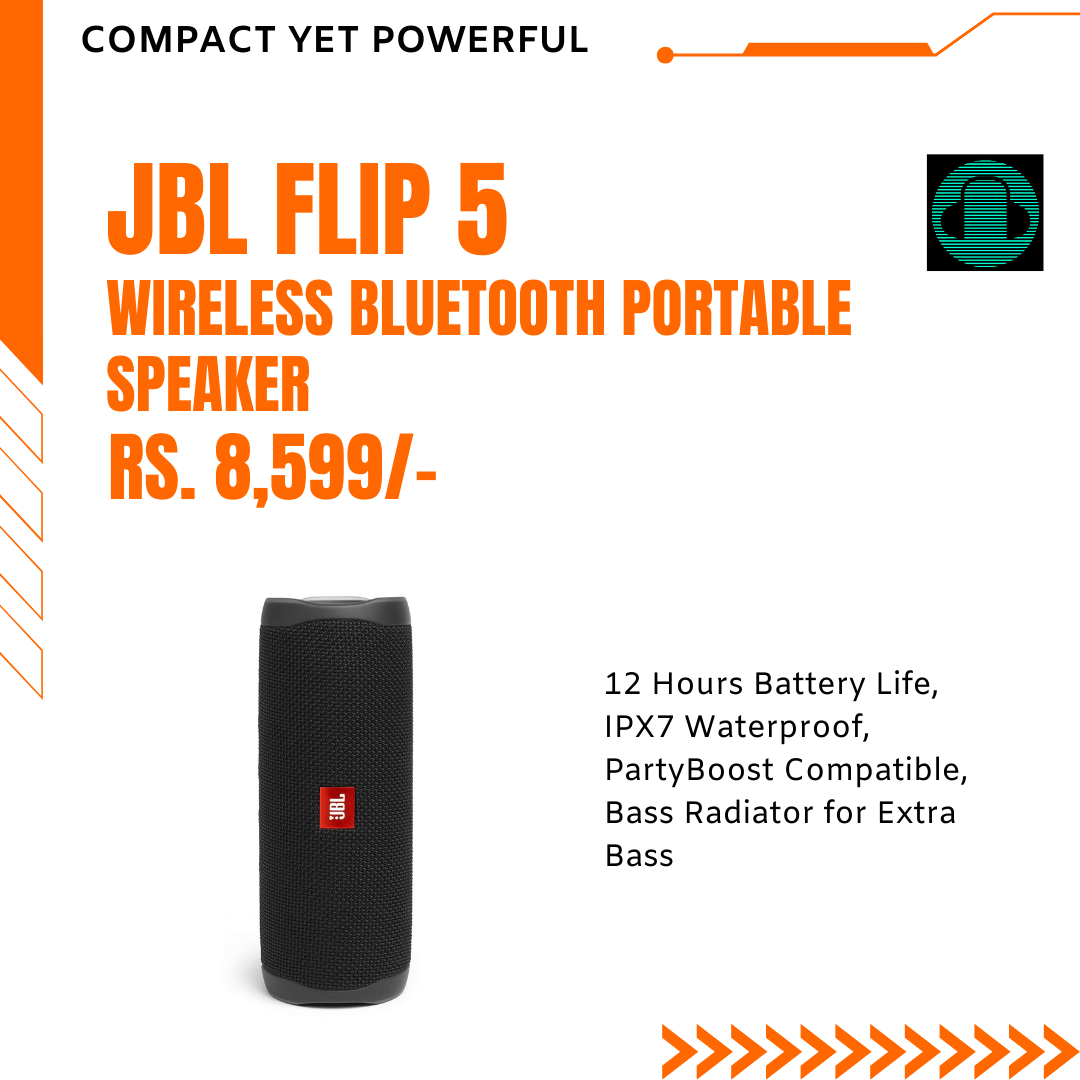 COMPACT YET POWERFUL
JBL FLIP 5
WIRELESS BLUETOOTH PORTABLE
SPEAKER
RS. 8,599/-
12 Hours Battery Life,
IPX7 Waterproof,
PartyBoost Compatible,
Bass Radiator for Extra
Bass
JBL